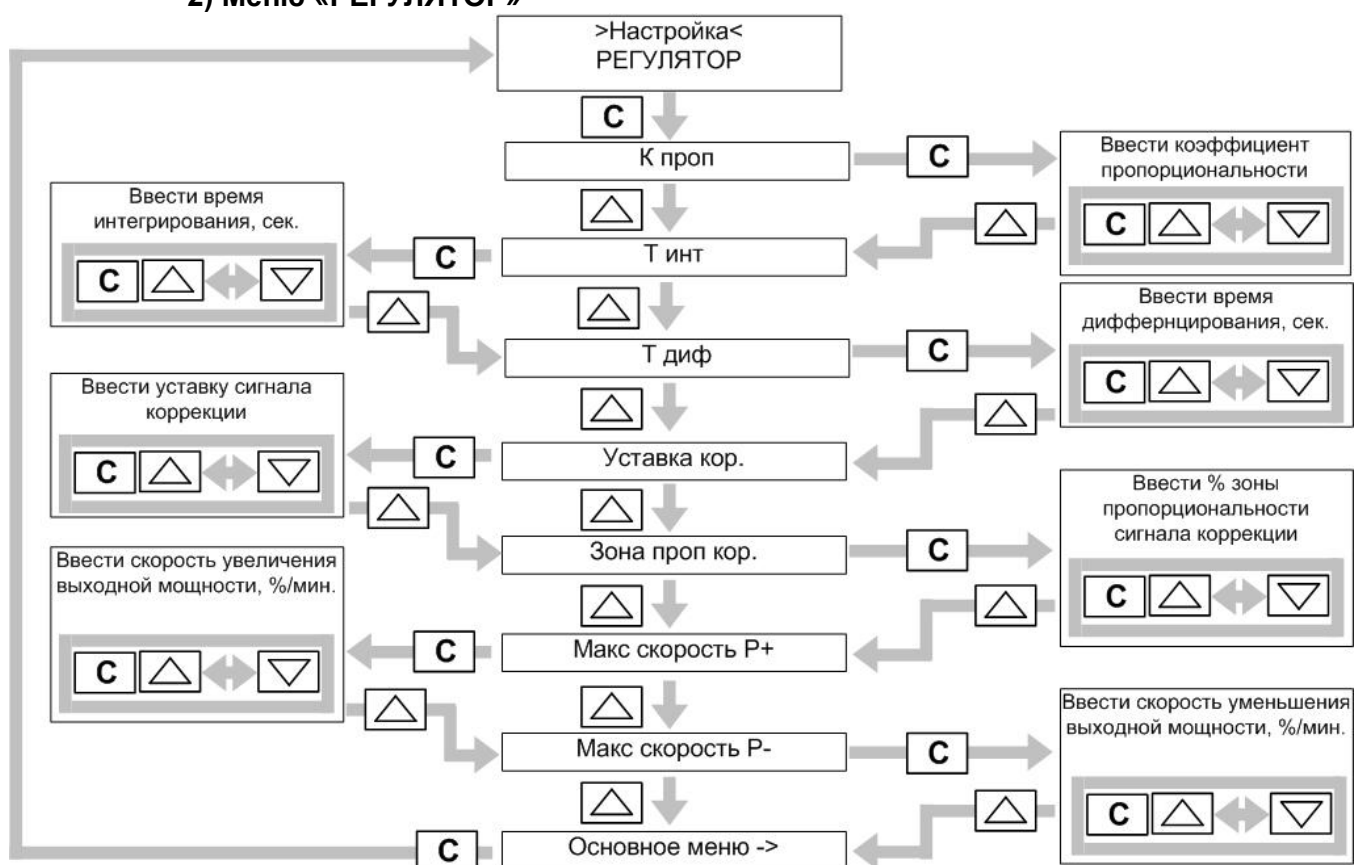 2) Меню «РЕГУЛЯТОР»
>Настройка<
РЕГУЛЯТОР
C
К проп
C
Ввести коэффициент
пропорциональности
C
Ввести время
интегрирования, сек.
C
C
Т инт
Ввести время
диффернцирования, сек.
C
Т диф
C
Ввести уставку сигнала
коррекции
C
C
Уставка кор.
Ввести % зоны
пропорциональности
сигнала коррекции
C
Зона проп кор.
C
Ввести скорость увеличения
выходной мощности, %/мин.
C
C
Макс скорость P+
Ввести скорость уменьшения
выходной мощности, %/мин.
C
Макс скорость P-
C
C
Основное меню ->